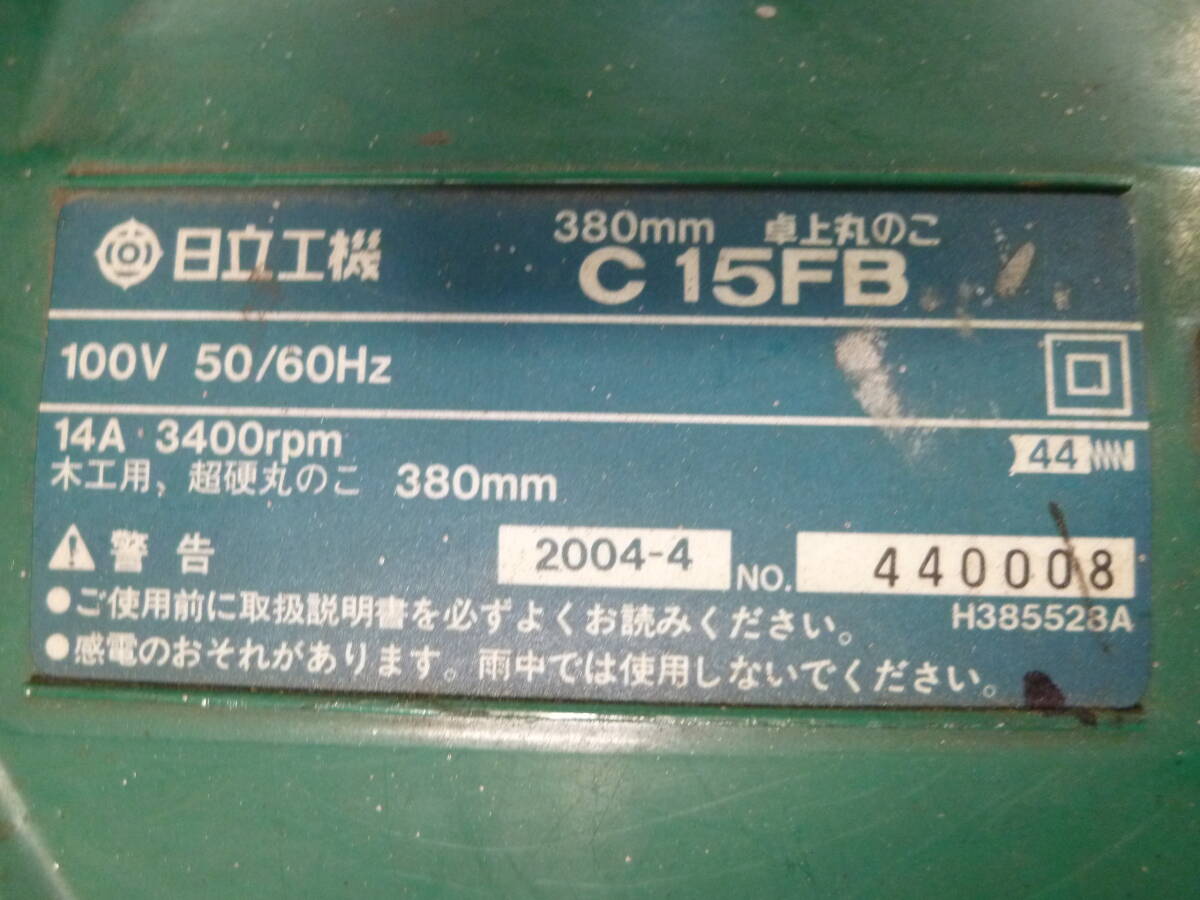 日立工機
380mm 卓上丸のこ
C 15FB
100V 50/60Hz
14A 3400rpm
44
木工用、超硬丸のこ 380mm
警告
2004-4 NO. 440008
H385528A
●ご使用前に取扱説明書を必ずよくお読みください。
●感電のおそれがあります。雨中では使用しないでください。